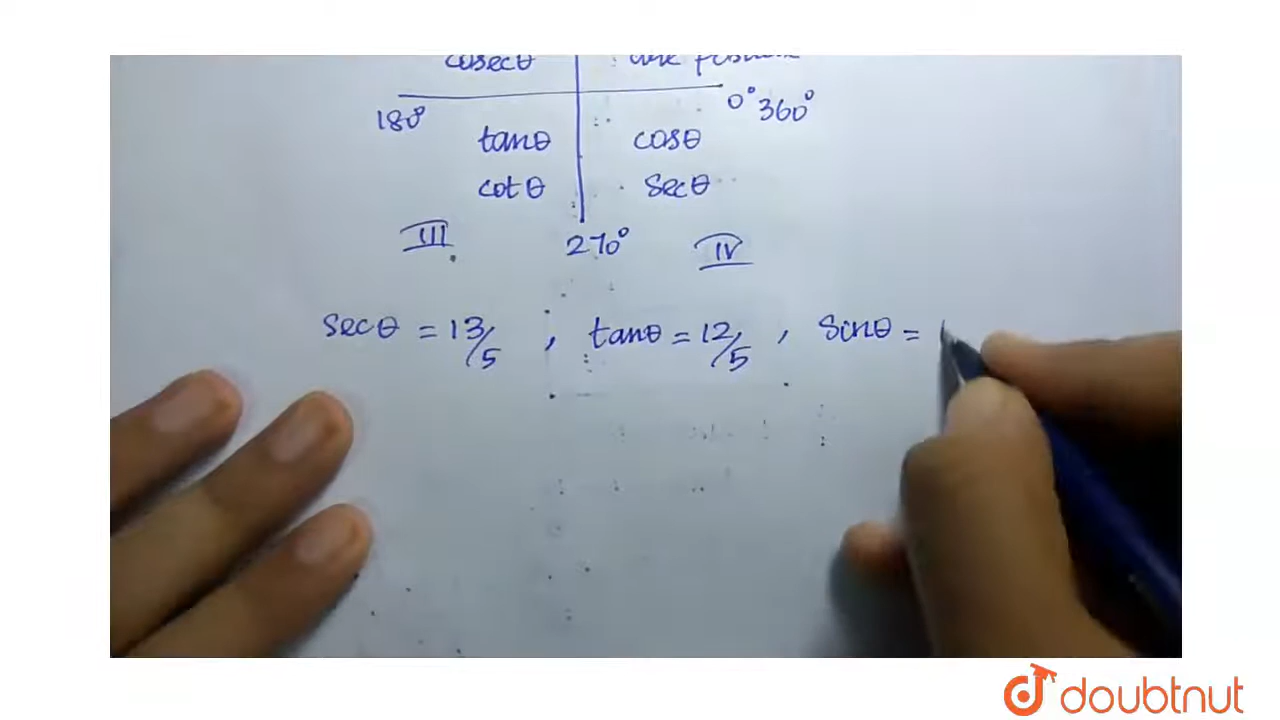 cosecθ
180° 0° 360°
tanθ cosθ
cotθ secθ
III 270° IV
secθ = 13/5 , tanθ = 12/5 , sinθ =
doubtnut